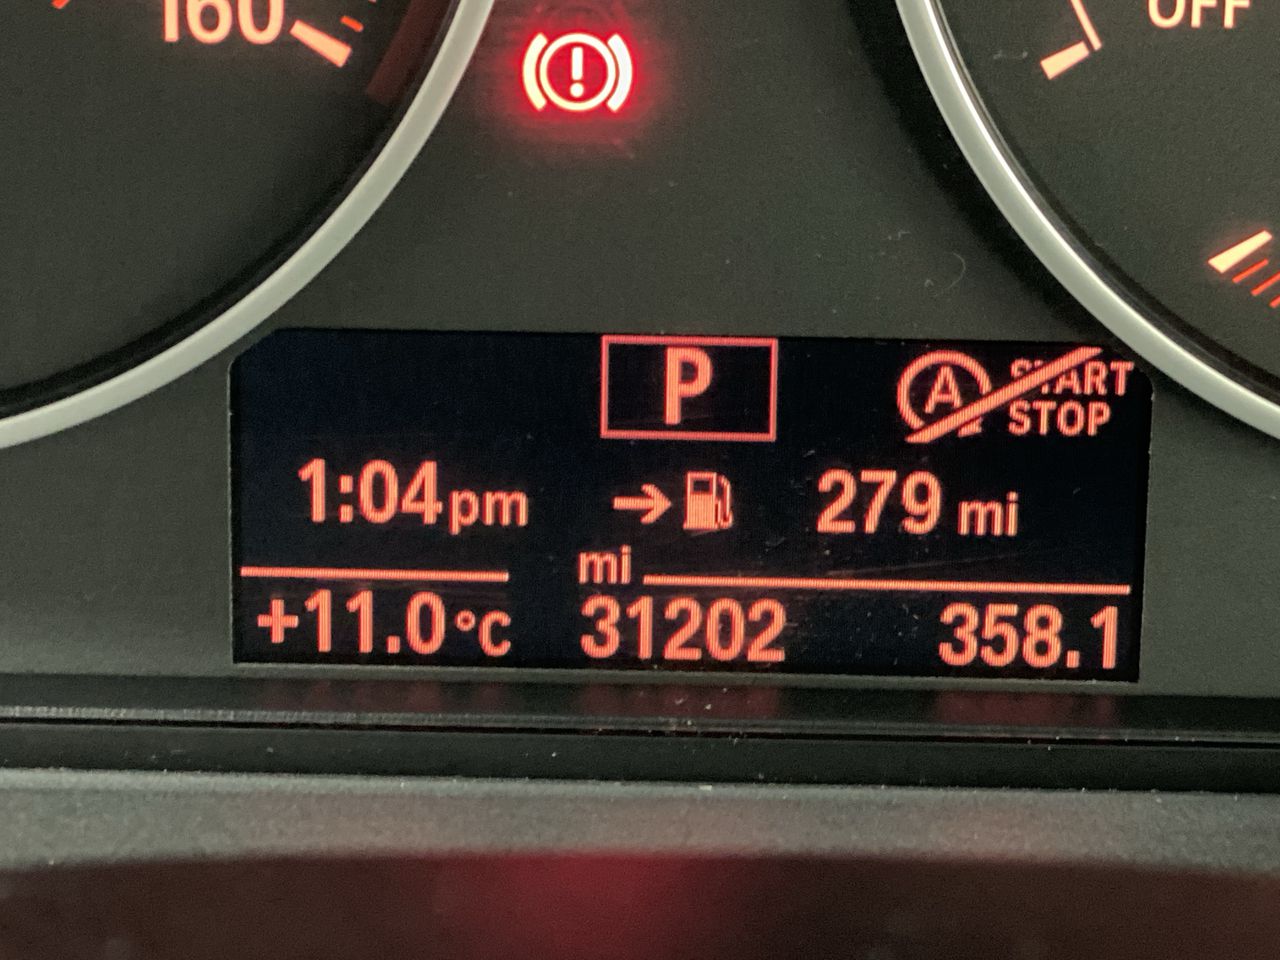 160
OFF
P
A START
STOP
1:04pm → 279 mi
mi
+11.0°C 31202 358.1